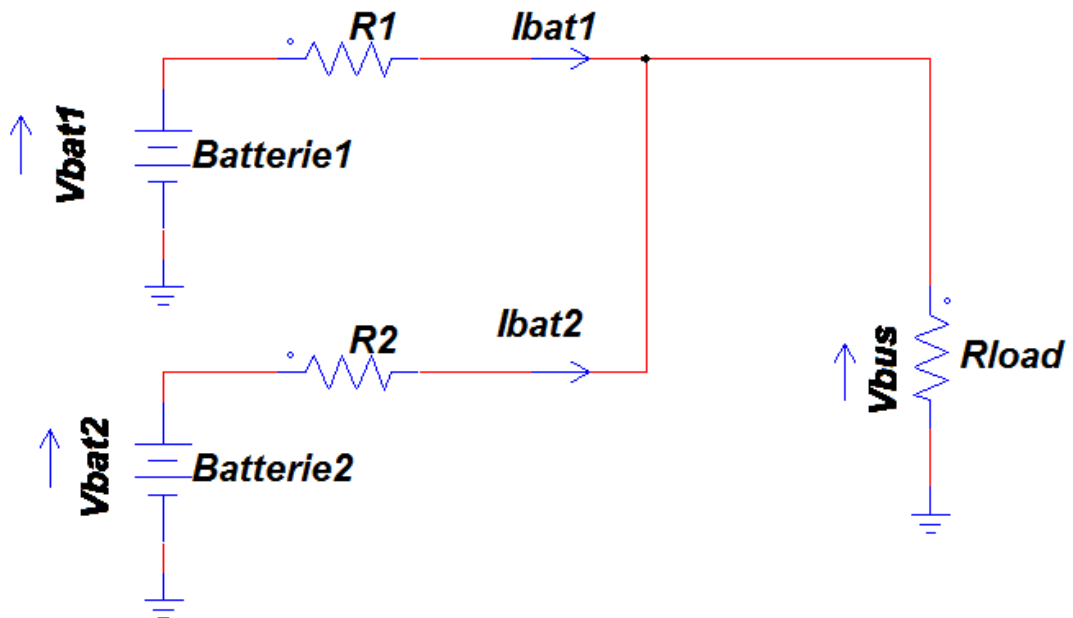 R1
Ibat1
Vbat1
Batterie1
R2
Ibat2
Vbus
Rload
Vbat2
Batterie2